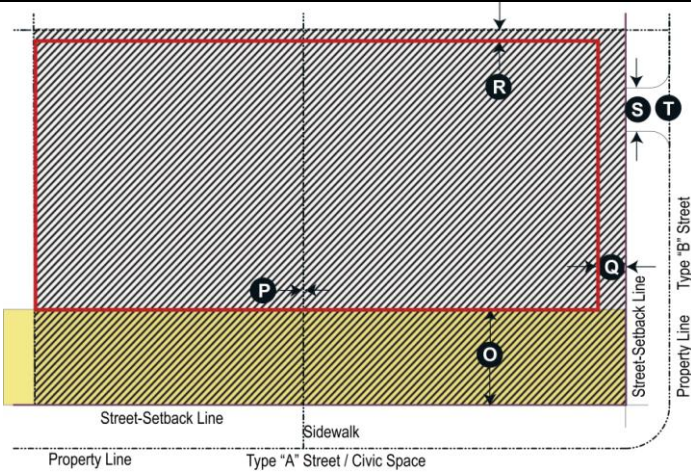 R
S T
Type "B" Street
Q
P
Street-Setback Line
Property Line
O
Street-Setback Line
Sidewalk
Property Line
Type "A" Street / Civic Space